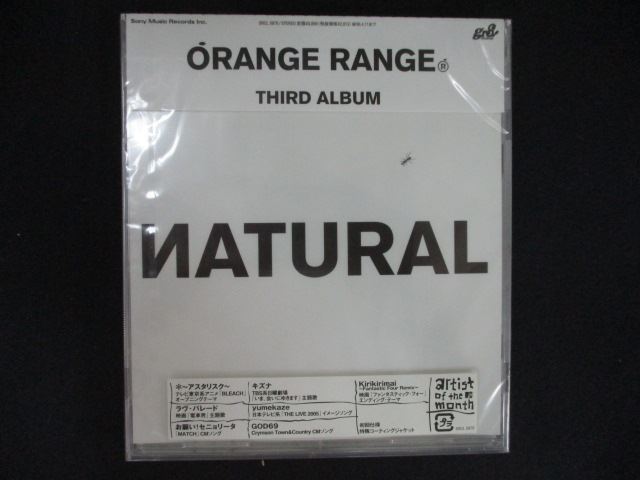 Sony Music Records Inc.
ORANGE RANGE
THIRD ALBUM
NATURAL
*~アスタリスク~
テレビ東京系アニメ「BLEACH」
オープニングテーマ
ラヴ・パレード
映画「電車男」主題歌
お願い!セニョリータ
「MATCH」CMソング
キズナ
TBS系日曜劇場
「いま、会いにゆきます」主題歌
yumekaze
日本テレビ系「THE LIVE 2005」イメージソング
GOD69
Crymson Town&Country CMソング
Kirikirimai
~Fantastic Four Remix~
映画「ファンタスティック・フォー」
エンディング・テーマ
初回仕様
特殊コーティングジャケット
artist
of the
month